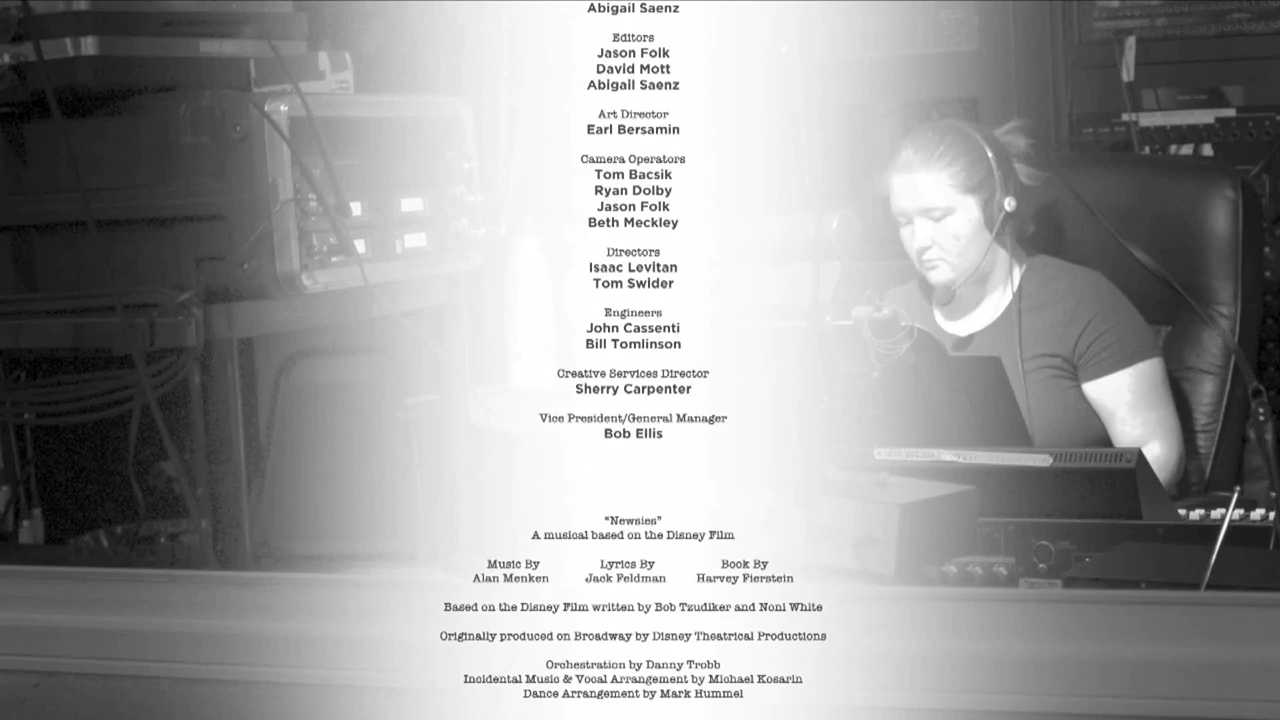 Abigail Saenz
Editors
Jason Folk
David Mott
Abigail Saenz
Art Director
Earl Bersamin
Camera Operators
Tom Bacsik
Ryan Dolby
Jason Folk
Beth Meckley
Directors
Isaac Levitan
Tom Swider
Engineers
John Cassenti
Bill Tomlinson
Creative Services Director
Sherry Carpenter
Vice President/General Manager
Bob Ellis
"Newsies"
A musical based on the Disney Film
Music By Lyrics By Book By
Alan Menken Jack Feldman Harvey Fierstein
Based on the Disney Film written by Bob Tzudiker and Noni White
Originally produced on Broadway by Disney Theatrical Productions
Orchestration by Danny Trobb
Incidental Music & Vocal Arrangement by Michael Kosarin
Dance Arrangement by Mark Hummel